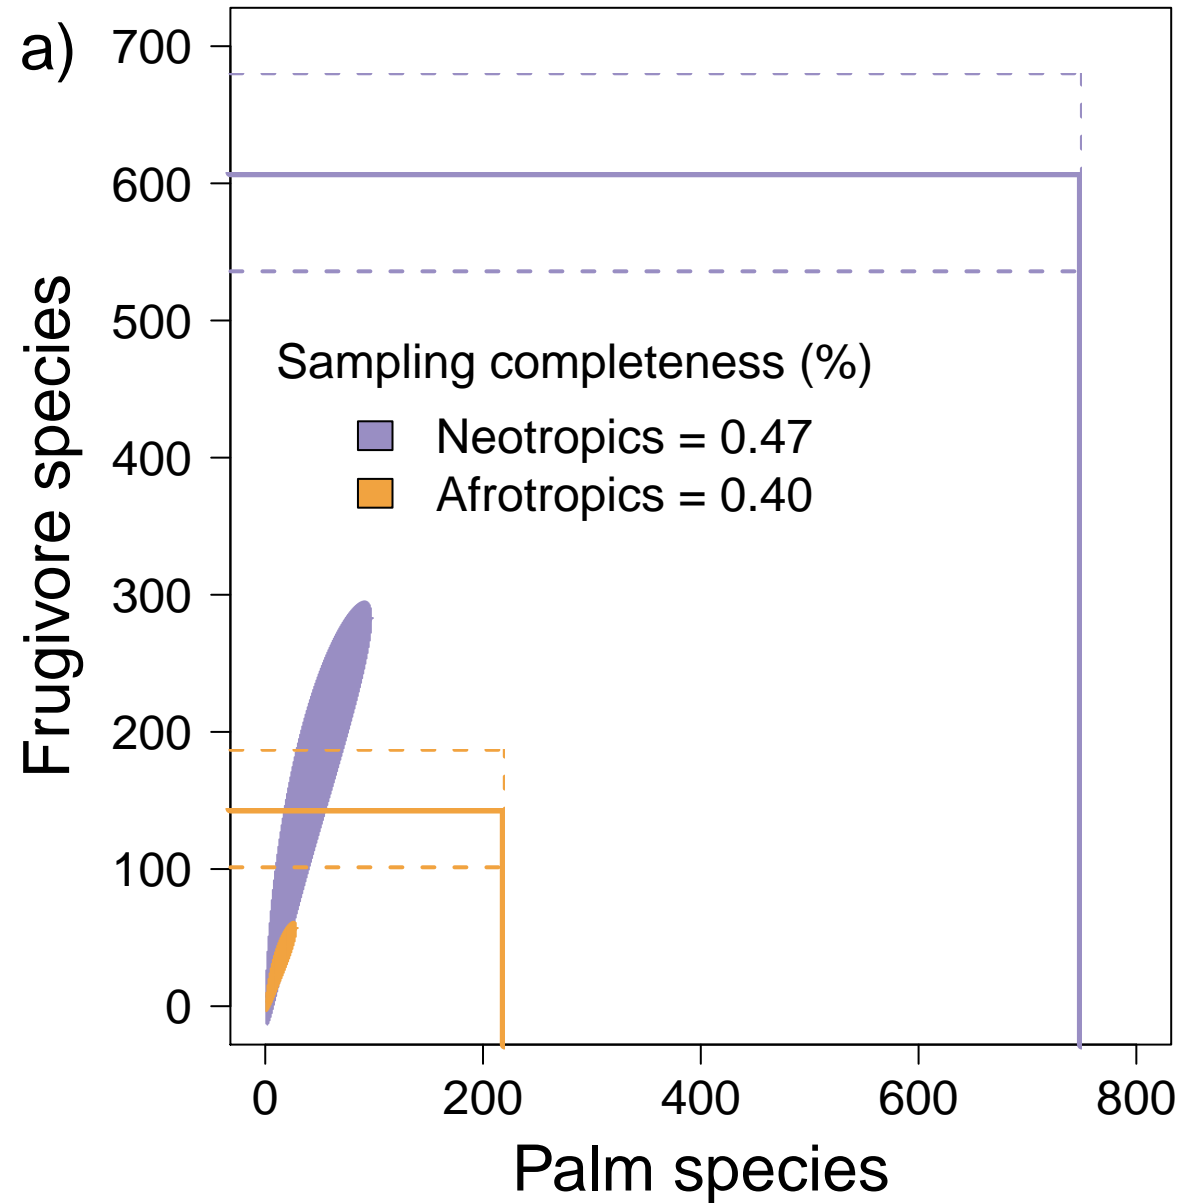 a)
700
600
500
400
300
200
100
0
Frugivore species
Sampling completeness (%)
Neotropics = 0.47
Afrotropics = 0.40
0 200 400 600 800
Palm species